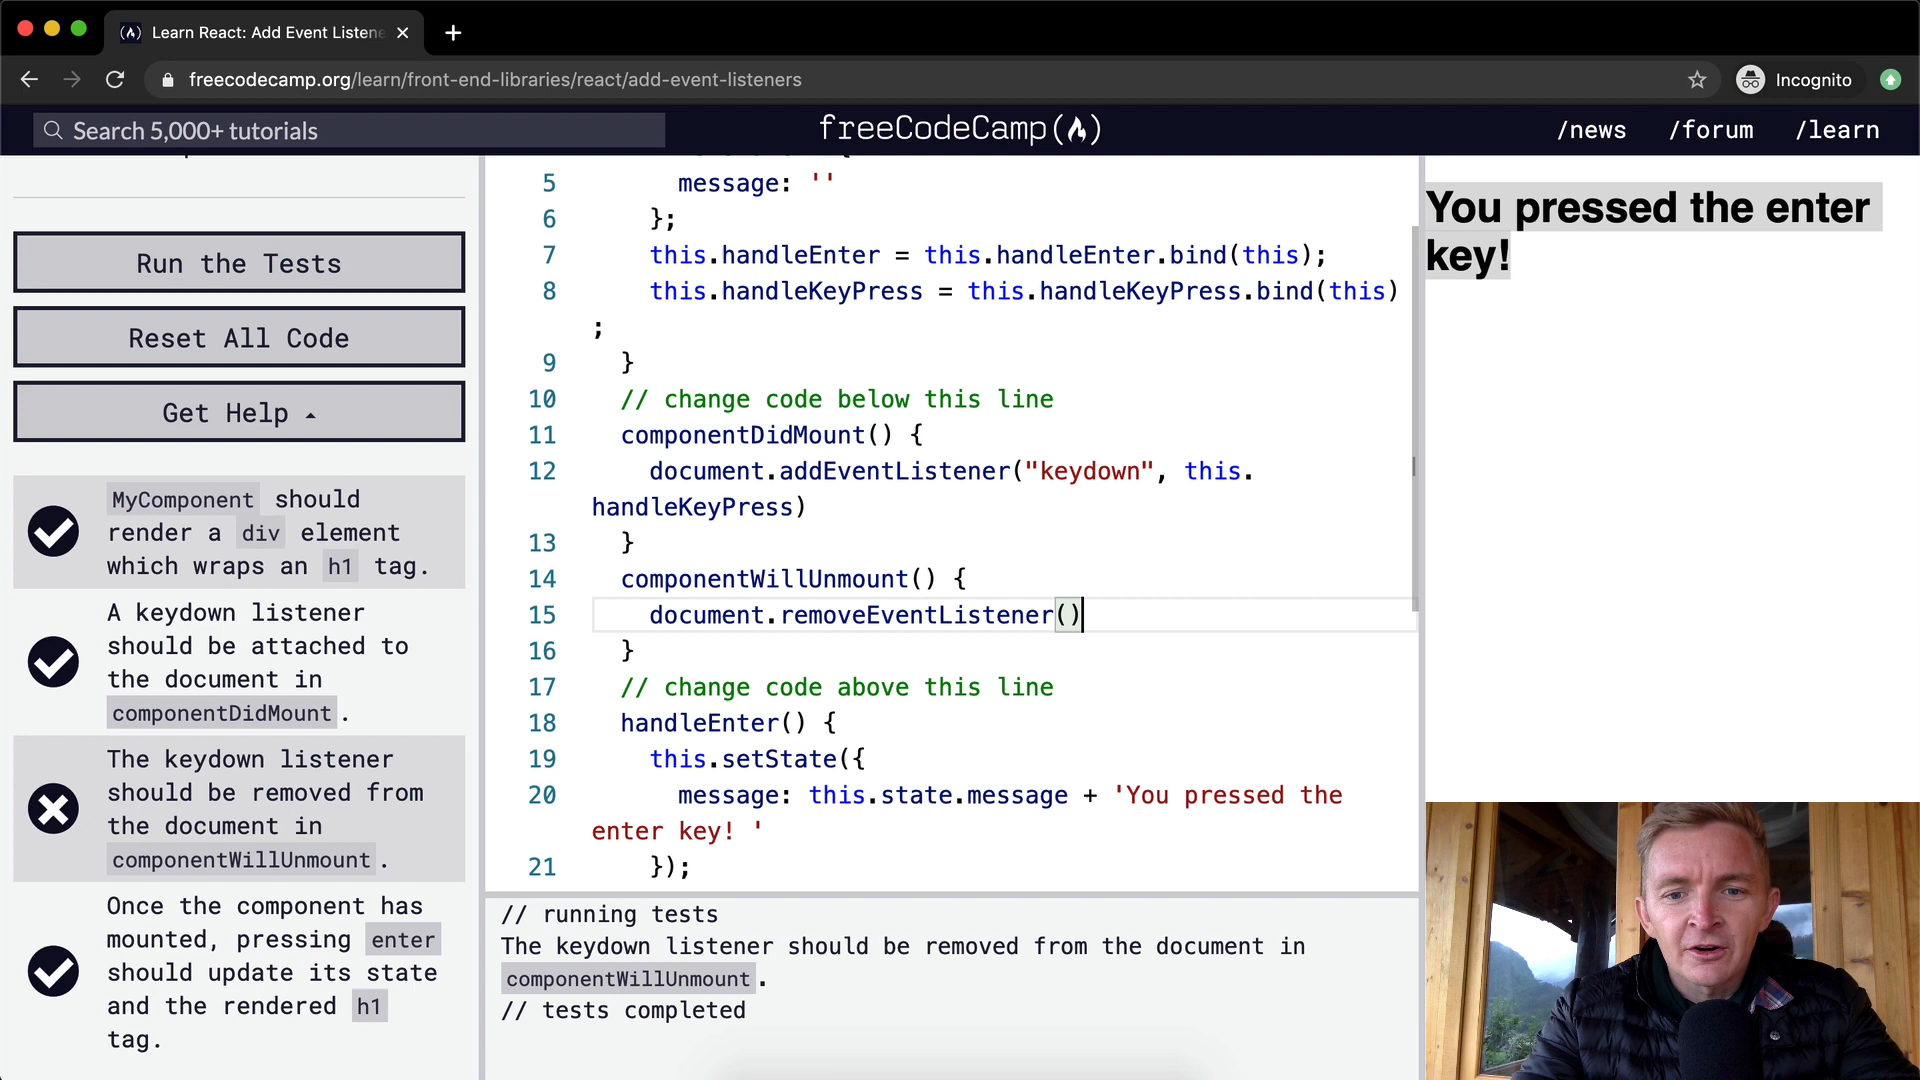 Learn React: Add Event Listene
freecodecamp.org/learn/front-end-libraries/react/add-event-listeners
Incognito
Search 5,000+ tutorials
freeCodeCamp
/news
/forum
/learn
Run the Tests
Reset All Code
Get Help
MyComponent should
render a div element
which wraps an h1 tag.
A keydown listener
should be attached to
the document in
componentDidMount.
The keydown listener
should be removed from
the document in
componentWillUnmount.
Once the component has
mounted, pressing enter
should update its state
and the rendered h1
tag.
5 message: ''
6 };
7 this.handleEnter = this.handleEnter.bind(this);
8 this.handleKeyPress = this.handleKeyPress.bind(this)
;
9 }
10 // change code below this line
11 componentDidMount() {
12 document.addEventListener("keydown", this.
handleKeyPress)
13 }
14 componentWillUnmount() {
15 document.removeEventListener()
16 }
17 // change code above this line
18 handleEnter() {
19 this.setState({
20 message: this.state.message + 'You pressed the
enter key! '
21 });
// running tests
The keydown listener should be removed from the document in
componentWillUnmount.
// tests completed
You pressed the enter
key!